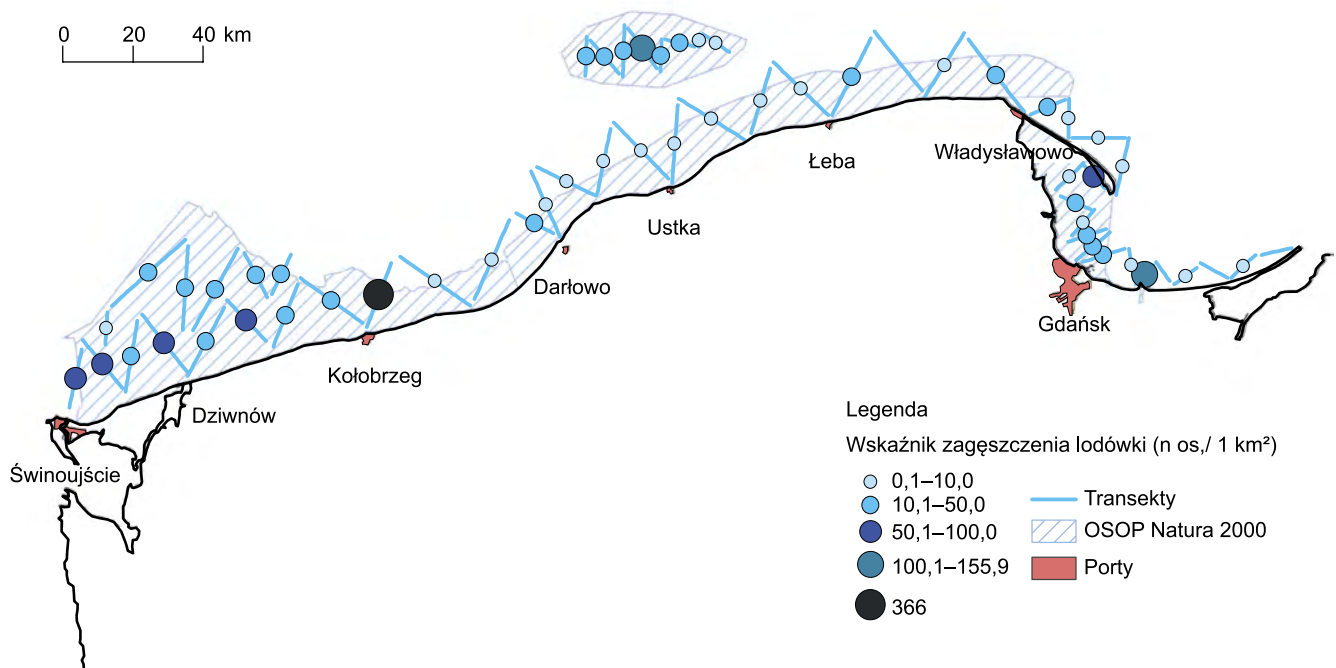 0 20 40 km
Łeba
Władysławowo
Ustka
Darłowo
Gdańsk
Kołobrzeg
Dziwnów
Świnoujście
Legenda
Wskaźnik zagęszczenia lodówki (n os,/ 1 km²)
0,1–10,0
10,1–50,0
50,1–100,0
100,1–155,9
366
Transekty
OSOP Natura 2000
Porty